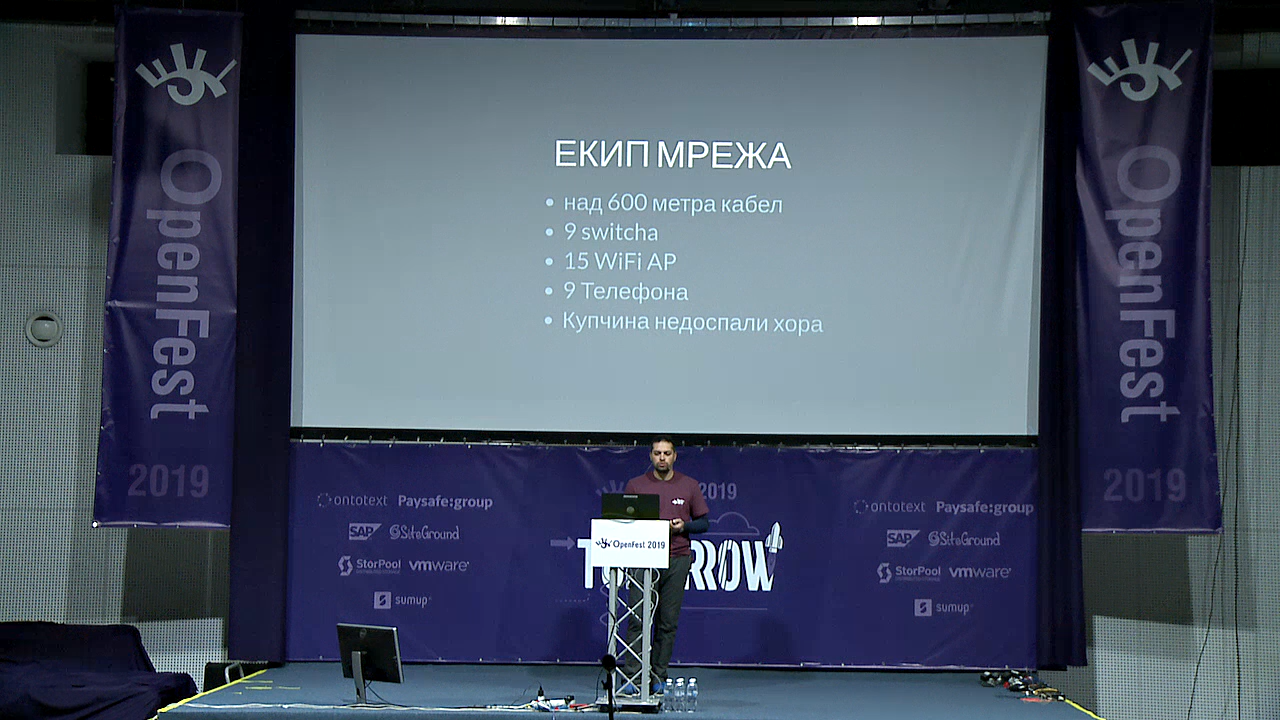 OpenFest
2019
ЕКИП МРЕЖА
• над 600 метра кабел
• 9 switcha
• 15 WiFi AP
• 9 Телефона
• Купчина недоспали хора
OpenFest
2019
ontotext Paysafe:group
SAP SiteGround
StorPool vmware
sumup
2019
OpenFest 2019
ontotext Paysafe:group
SAP SiteGround
StorPool vmware
sumup